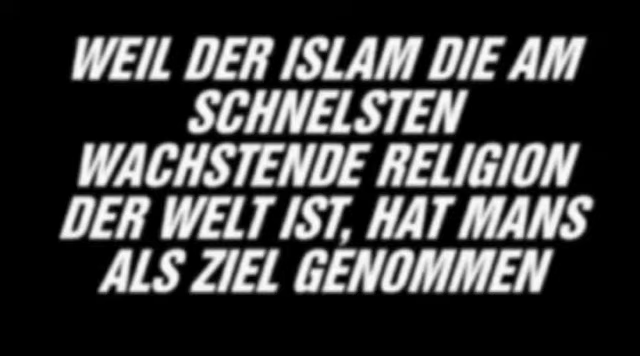 WEIL DER ISLAM DIE AM
SCHNELSTEN
WACHSTENDE RELIGION
DER WELT IST, HAT MANS
ALS ZIEL GENOMMEN